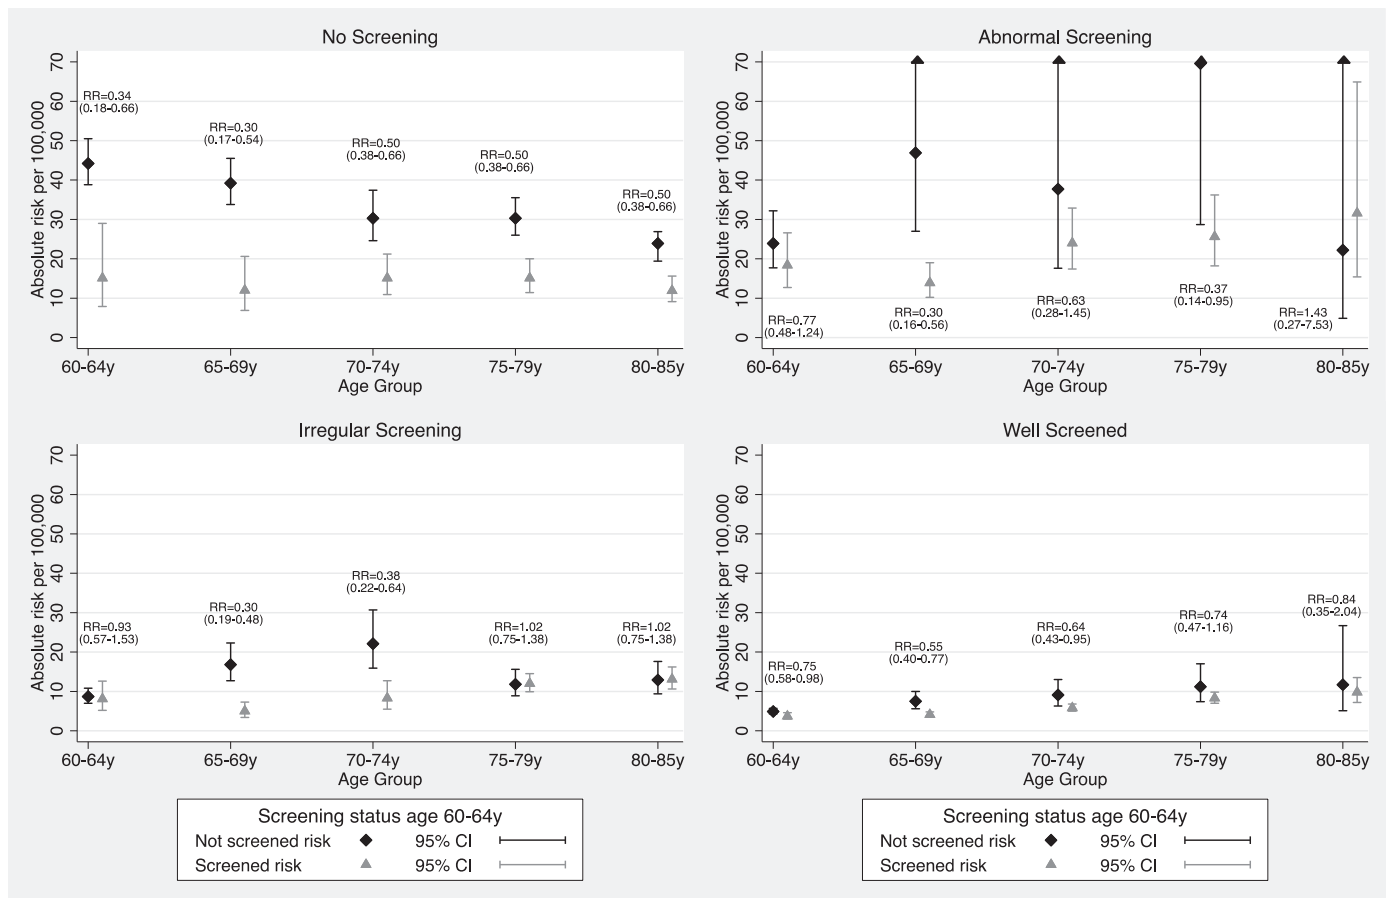 No Screening
Absolute risk per 100,000
70
60
50
40
30
20
10
0
RR=0.34
(0.18-0.66)
RR=0.30
(0.17-0.54)
RR=0.50
(0.38-0.66)
RR=0.50
(0.38-0.66)
RR=0.50
(0.38-0.66)
60-64y 65-69y 70-74y 75-79y 80-85y
Age Group
Abnormal Screening
Absolute risk per 100,000
70
60
50
40
30
20
10
0
RR=0.77
(0.48-1.24)
RR=0.30
(0.16-0.56)
RR=0.63
(0.28-1.45)
RR=0.37
(0.14-0.95)
RR=1.43
(0.27-7.53)
60-64y 65-69y 70-74y 75-79y 80-85y
Age Group
Irregular Screening
Absolute risk per 100,000
70
60
50
40
30
20
10
0
RR=0.93
(0.57-1.53)
RR=0.30
(0.19-0.48)
RR=0.38
(0.22-0.64)
RR=1.02
(0.75-1.38)
RR=1.02
(0.75-1.38)
60-64y 65-69y 70-74y 75-79y 80-85y
Age Group
Well Screened
Absolute risk per 100,000
70
60
50
40
30
20
10
0
RR=0.75
(0.58-0.98)
RR=0.55
(0.40-0.77)
RR=0.64
(0.43-0.95)
RR=0.74
(0.47-1.16)
RR=0.84
(0.35-2.04)
60-64y 65-69y 70-74y 75-79y 80-85y
Age Group
Screening status age 60-64y
Not screened risk 95% CI
Screened risk 95% CI
Screening status age 60-64y
Not screened risk 95% CI
Screened risk 95% CI